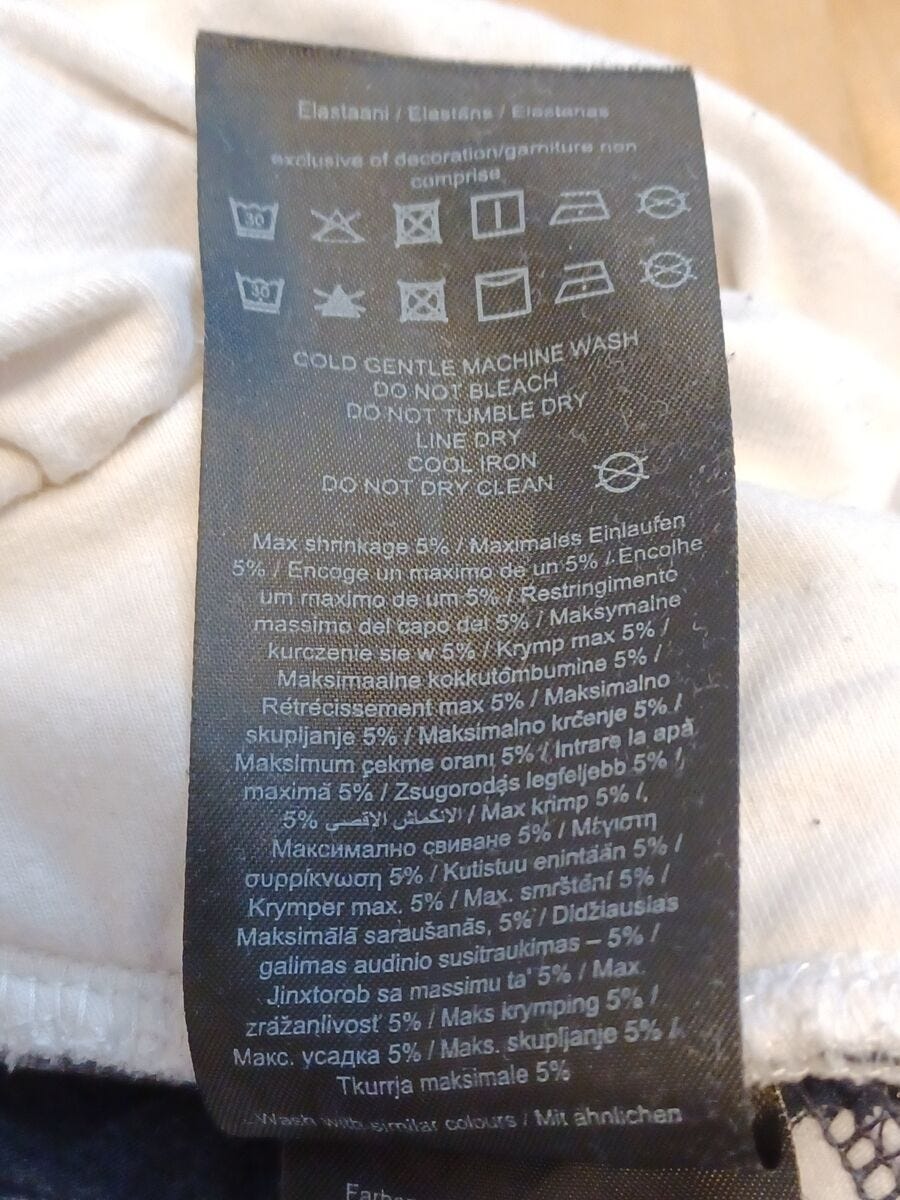 Elastaani / Elastāns / Elastanas
exclusive of decoration/garniture non
comprise
30
30
COLD GENTLE MACHINE WASH
DO NOT BLEACH
DO NOT TUMBLE DRY
LINE DRY
COOL IRON
DO NOT DRY CLEAN
Max shrinkage 5% / Maximales Einlaufen
5% / Encoge un maximo de un 5% / Encolhe
um maximo de um 5% / Restringimento
massimo del capo del 5% / Maksymalne
kurczenie sie w 5% / Krymp max 5% /
Maksimaalne kokkutõmbumine 5% /
Rétrécissement max 5% / Maksimalno
skupljanje 5% / Maksimalno krčenje 5% /
Maksimum çekme oranı 5% / Intrare la apă
maximă 5% / Zsugorodás legfeljebb 5% /
5% الانكماش الأقصى / Max krimp 5% /
Максимално свиване 5% / Μέγιστη
συρρίκνωση 5% / Kutistuu enintään 5% /
Krymper max. 5% / Max. smrštění 5% /
Maksimālā saraušanās, 5% / Didžiausias
galimas audinio susitraukimas – 5% /
Jinxtorob sa massimu ta' 5% / Max.
zrážanlivosť 5% / Maks krymping 5% /
Макс. усадка 5% / Maks. skupljanje 5% /
Tkurrja maksimale 5%
Wash with similar colours / Mit ähnlichen